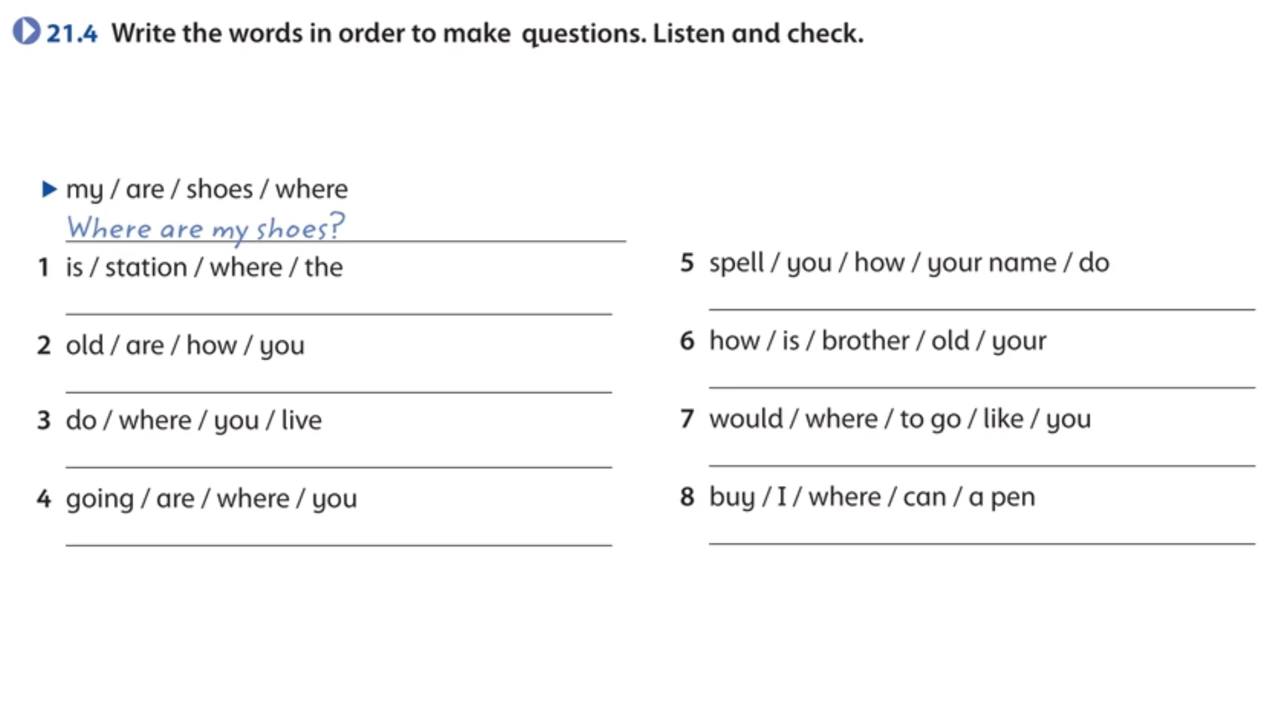 21.4 Write the words in order to make questions. Listen and check.
my / are / shoes / where
Where are my shoes?
1 is / station / where / the
2 old / are / how / you
3 do / where / you / live
4 going / are / where / you
5 spell / you / how / your name / do
6 how / is / brother / old / your
7 would / where / to go / like / you
8 buy / I / where / can / a pen